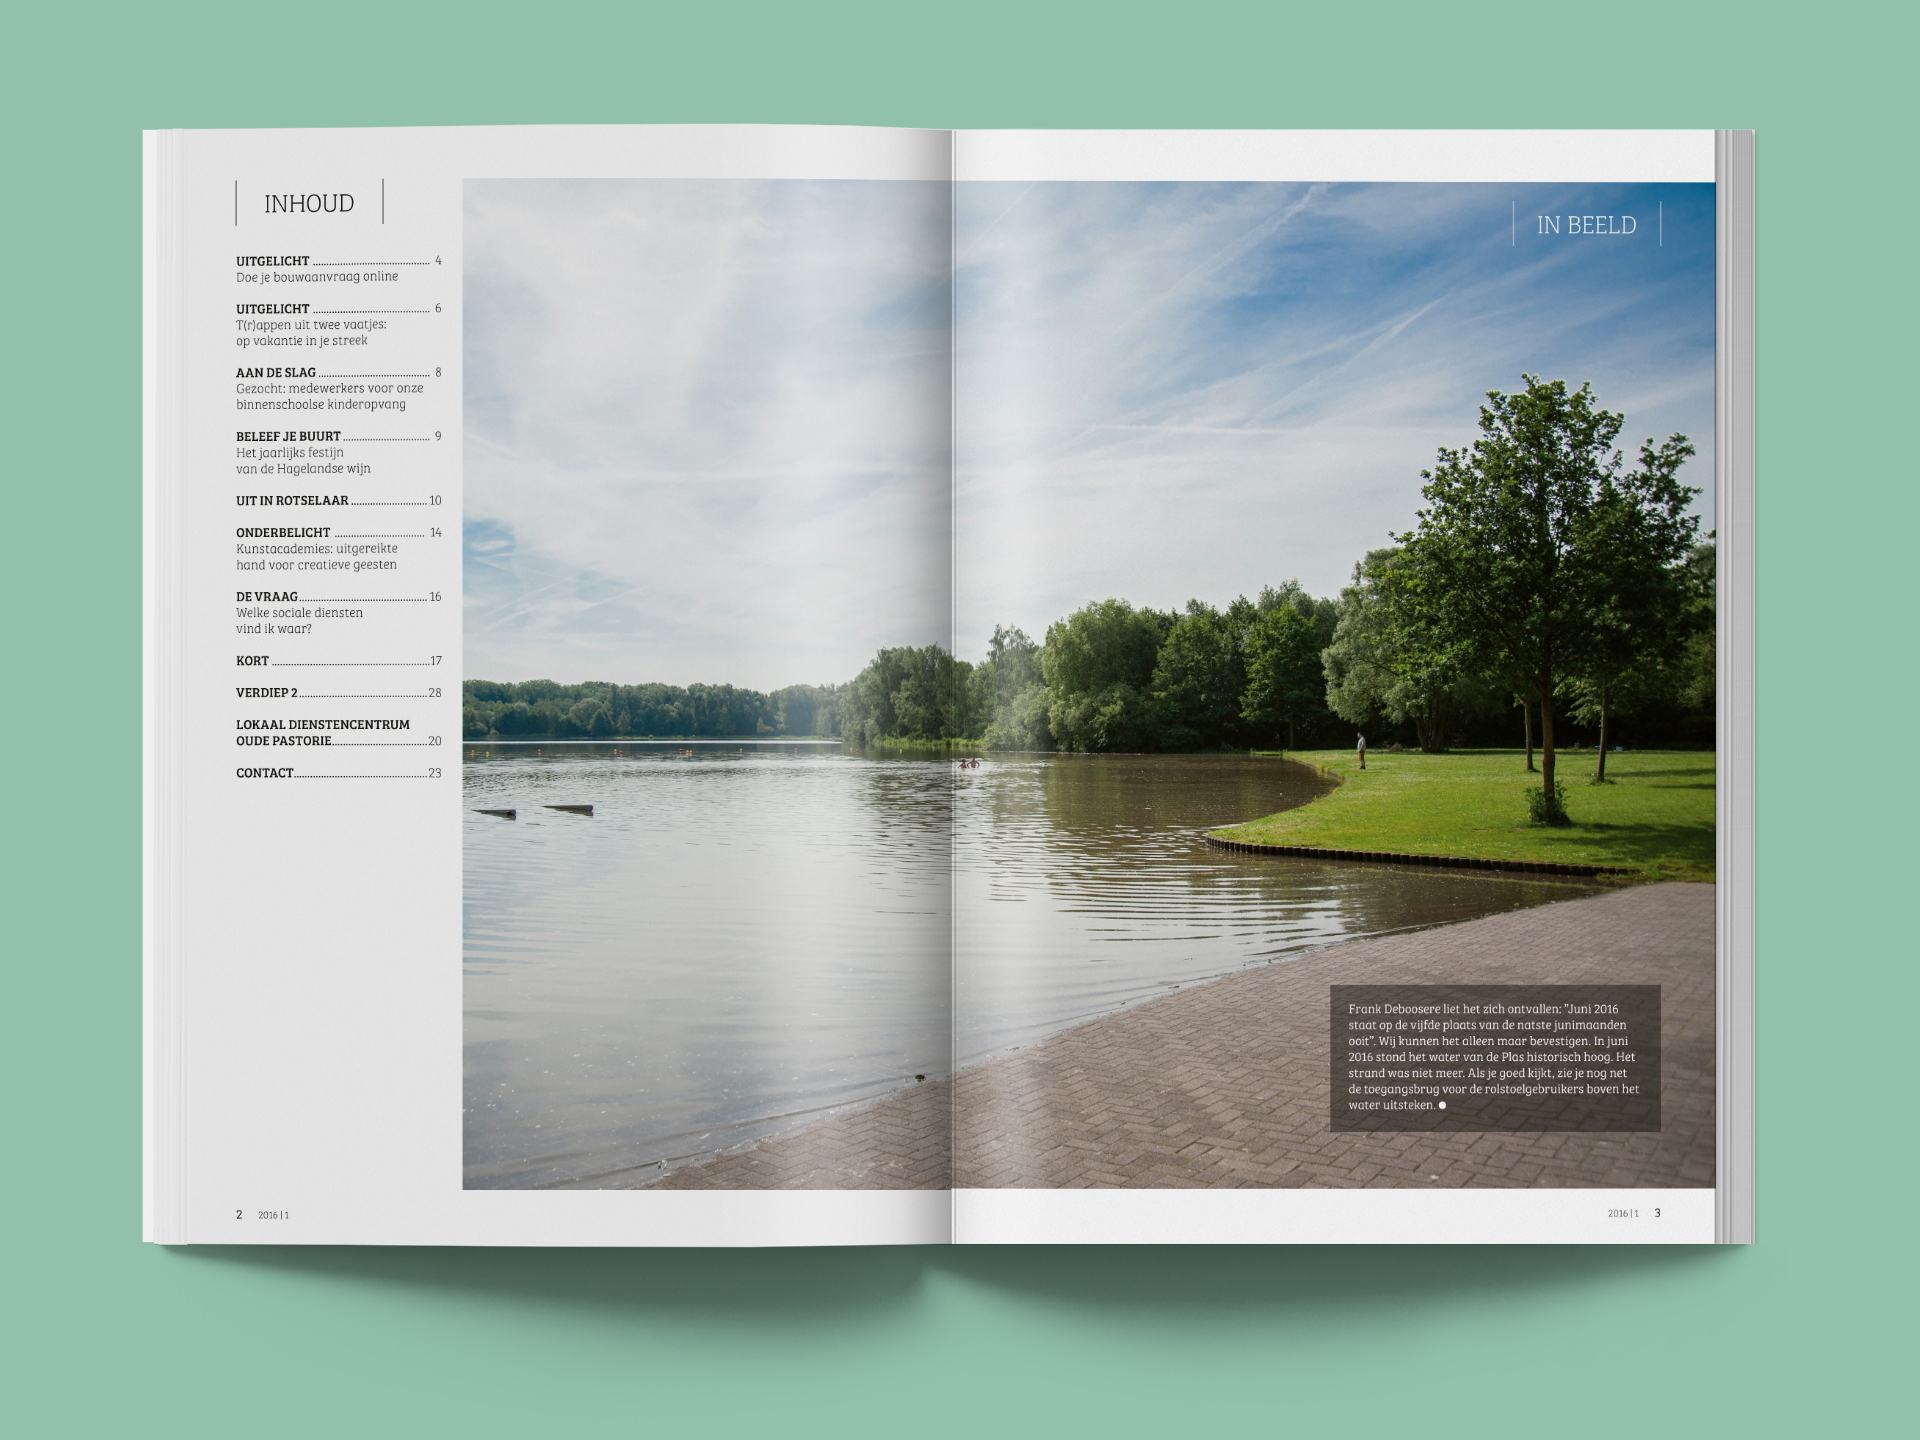 INHOUD
UITGELICHT 4
Doe je bouwaanvraag online
UITGELICHT 6
T(r)appen uit twee vaatjes:
op vakantie in je streek
AAN DE SLAG 8
Gezocht: medewerkers voor onze
binnenschoolse kinderopvang
BELEEF JE BUURT 9
Het jaarlijks festijn
van de Hagelandse wijn
UIT IN ROTSELAAR 10
ONDERBELICHT 14
Kunstacademies: uitgereikte
hand voor creatieve geesten
DE VRAAG 16
Welke sociale diensten
vind ik waar?
KORT 17
VERDIEP 2 28
LOKAAL DIENSTENCENTRUM
OUDE PASTORIE 20
CONTACT 23
2 2016 | 1
IN BEELD
Frank Deboosere liet het zich ontvallen: "Juni 2016
staat op de vijfde plaats van de natste junimaanden
ooit". Wij kunnen het alleen maar bevestigen. In juni
2016 stond het water van de Plas historisch hoog. Het
strand was niet meer. Als je goed kijkt, zie je nog net
de toegangsbrug voor de rolstoelgebruikers boven het
water uitsteken.
2016 | 1 3